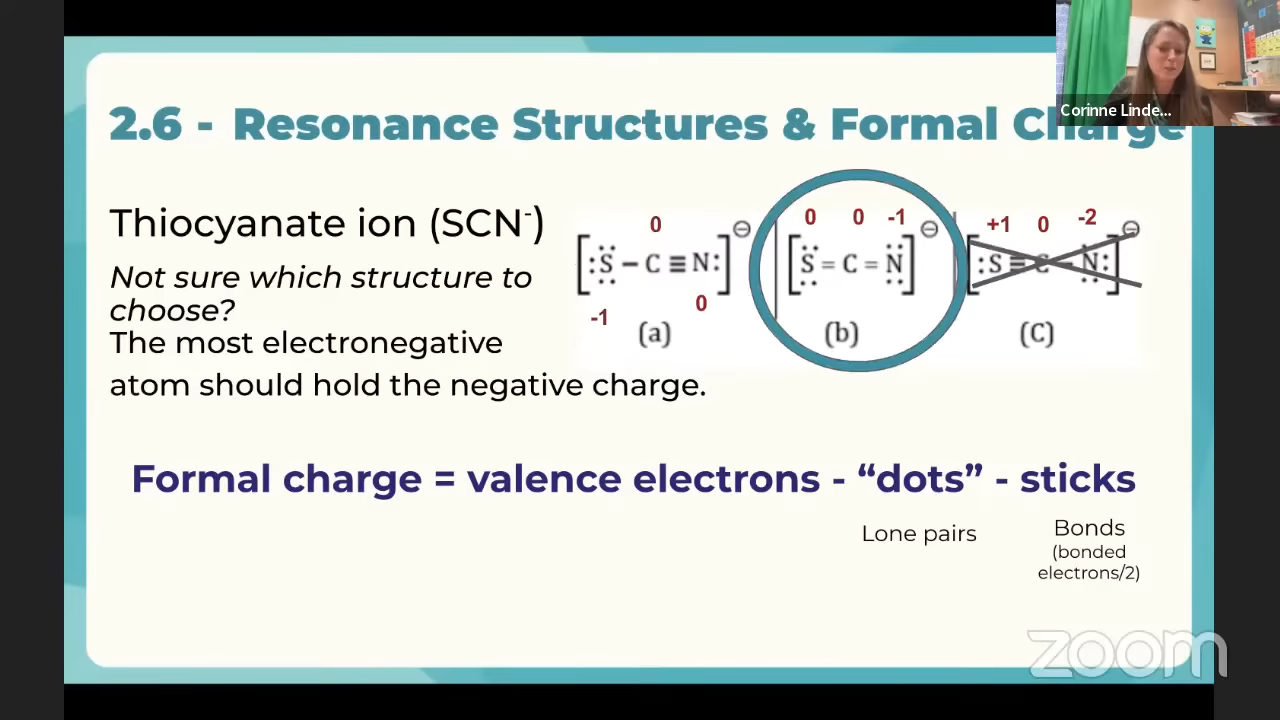 Corinne Linde...
2.6 - Resonance Structures & Formal Charge
Thiocyanate ion (SCN-)
Not sure which structure to
choose?
The most electronegative
atom should hold the negative charge.
0
[:S – C ≡ N:] ⊖
-1
0
(a)
0 0 -1
[S = C = N] ⊖
(b)
+1 0 -2
[:S ≡ C – N:] ⊖
(C)
Formal charge = valence electrons - “dots” - sticks
Lone pairs
Bonds
(bonded
electrons/2)
zoom